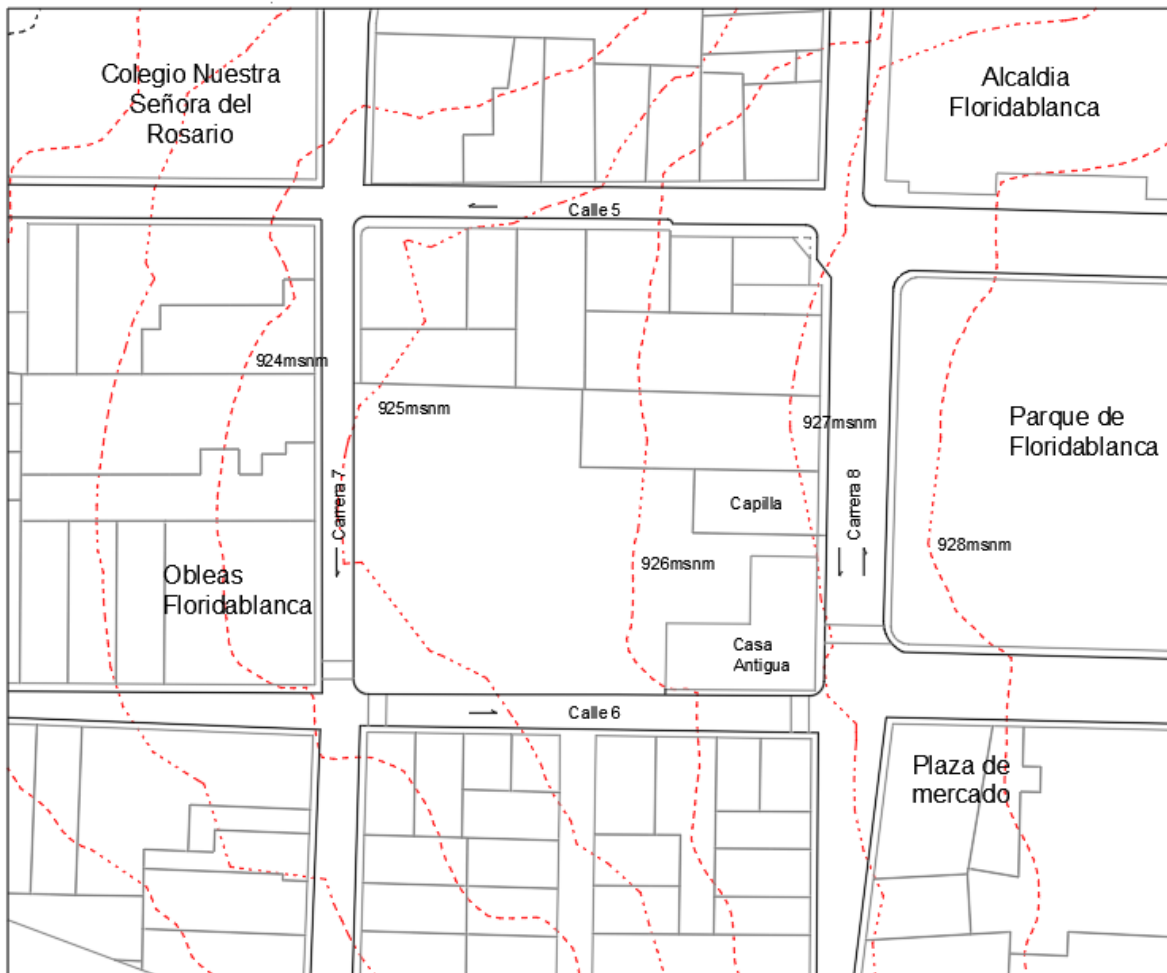 Colegio Nuestra
Señora del
Rosario
Alcaldia
Floridablanca
Calle 5
924msnm
925msnm
927msnm
Parque de
Floridablanca
Carrera 7
Carrera 8
Capilla
926msnm
928msnm
Obleas
Floridablanca
Casa
Antigua
Calle 6
Plaza de
mercado